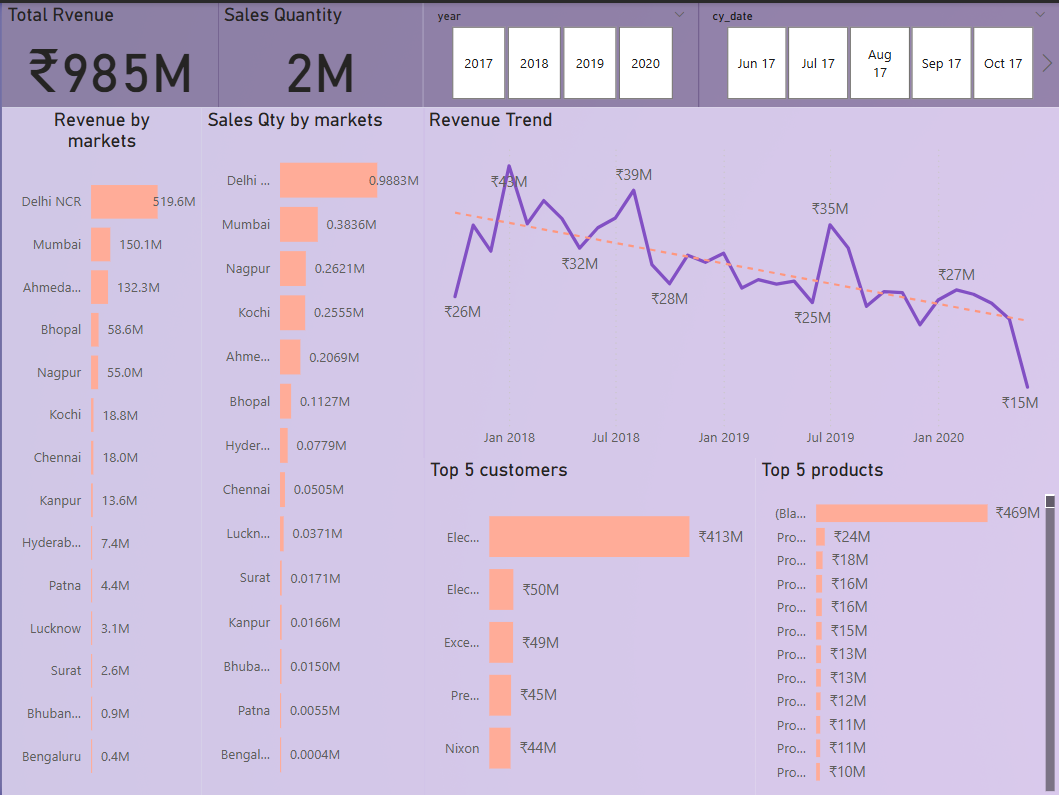 Total Rvenue
₹985M
Sales Quantity
2M
year
2017
2018
2019
2020
cy_date
Jun 17
Jul 17
Aug
17
Sep 17
Oct 17
Revenue by
markets
Delhi NCR
519.6M
Mumbai
150.1M
Ahmeda...
132.3M
Bhopal
58.6M
Nagpur
55.0M
Kochi
18.8M
Chennai
18.0M
Kanpur
13.6M
Hyderab...
7.4M
Patna
4.4M
Lucknow
3.1M
Surat
2.6M
Bhuban...
0.9M
Bengaluru
0.4M
Sales Qty by markets
Delhi ...
0.9883M
Mumbai
0.3836M
Nagpur
0.2621M
Kochi
0.2555M
Ahme...
0.2069M
Bhopal
0.1127M
Hyder...
0.0779M
Chennai
0.0505M
Luckn...
0.0371M
Surat
0.0171M
Kanpur
0.0166M
Bhuba...
0.0150M
Patna
0.0055M
Bengal...
0.0004M
Revenue Trend
₹26M
₹43M
₹32M
₹39M
₹28M
₹25M
₹35M
₹27M
₹15M
Jan 2018
Jul 2018
Jan 2019
Jul 2019
Jan 2020
Top 5 customers
Elec...
₹413M
Elec...
₹50M
Exce...
₹49M
Pre...
₹45M
Nixon
₹44M
Top 5 products
(Bla...
₹469M
Pro...
₹24M
Pro...
₹18M
Pro...
₹16M
Pro...
₹16M
Pro...
₹15M
Pro...
₹13M
Pro...
₹13M
Pro...
₹12M
Pro...
₹11M
Pro...
₹11M
Pro...
₹10M